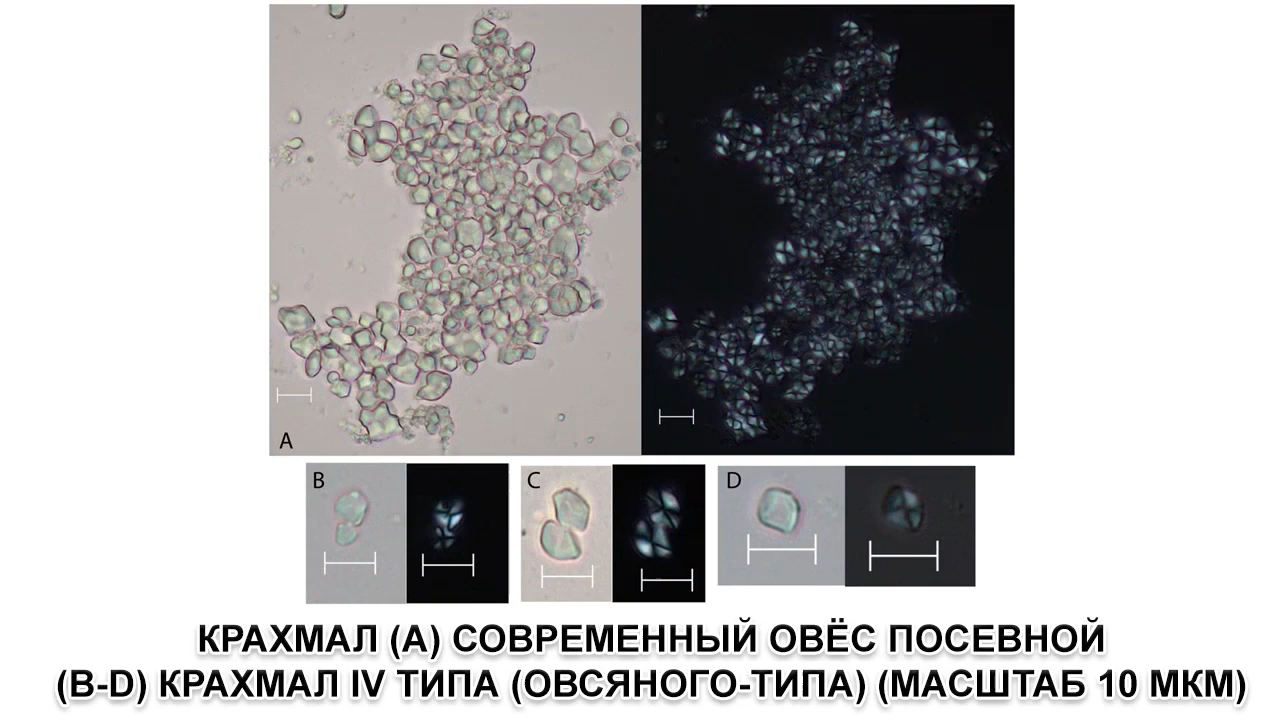 A
B
C
D
КРАХМАЛ (A) СОВРЕМЕННЫЙ ОВЁС ПОСЕВНОЙ
(B-D) КРАХМАЛ IV ТИПА (ОВСЯНОГО-ТИПА) (МАСШТАБ 10 МКМ)